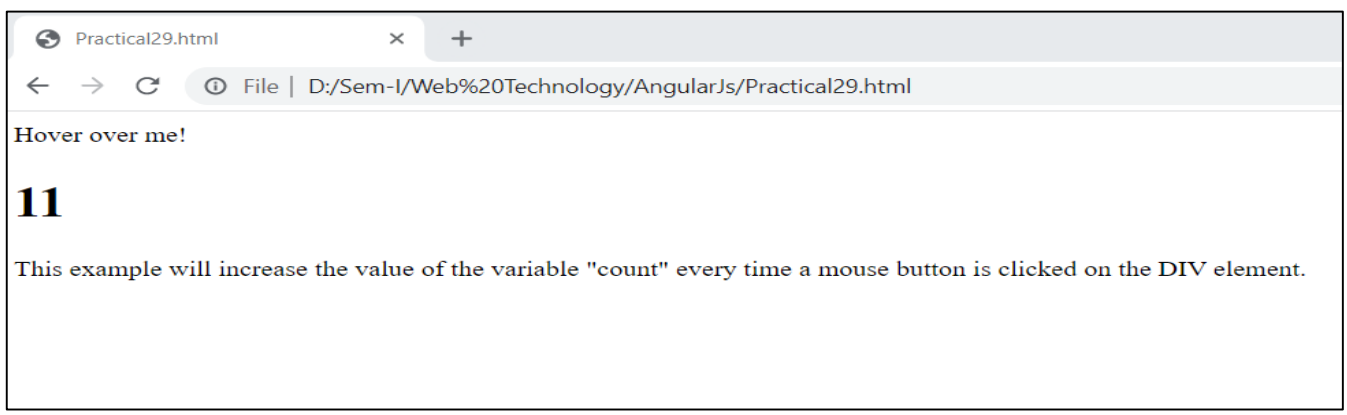 Practical29.html
File | D:/Sem-I/Web%20Technology/AngularJs/Practical29.html
Hover over me!
11
This example will increase the value of the variable "count" every time a mouse button is clicked on the DIV element.